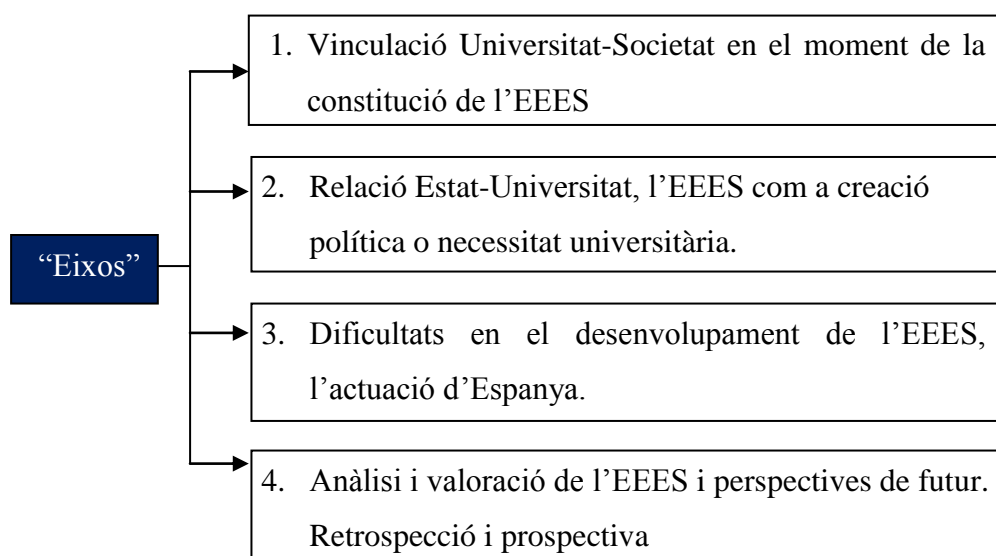 1. Vinculació Universitat-Societat en el moment de la
constitució de l’EEES
2. Relació Estat-Universitat, l’EEES com a creació
política o necessitat universitària.
“Eixos”
3. Dificultats en el desenvolupament de l’EEES,
l’actuació d’Espanya.
4. Anàlisi i valoració de l’EEES i perspectives de futur.
Retrospecció i prospectiva